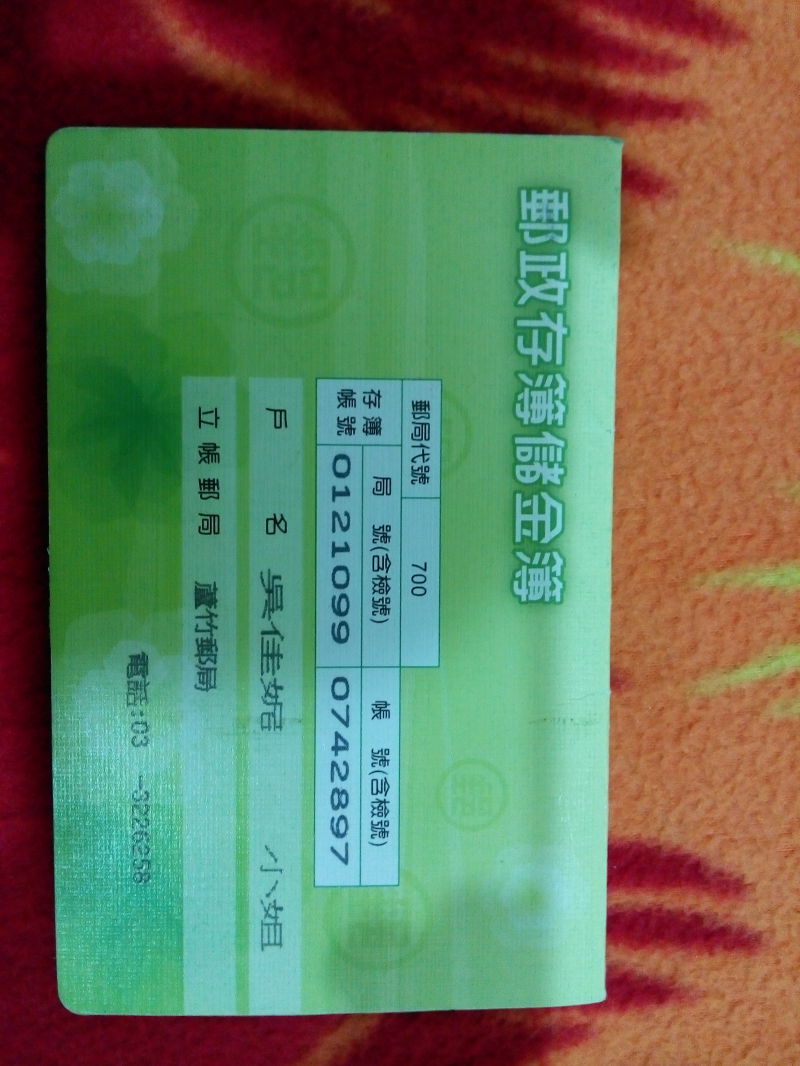 郵政存簿儲金簿
郵局代號 700
存簿帳號 局 號(含檢號) 帳 號(含檢號)
0121099 0742897
戶 名 吳佳妶 小姐
立帳郵局 蘆竹郵局
電話:03 -3226258